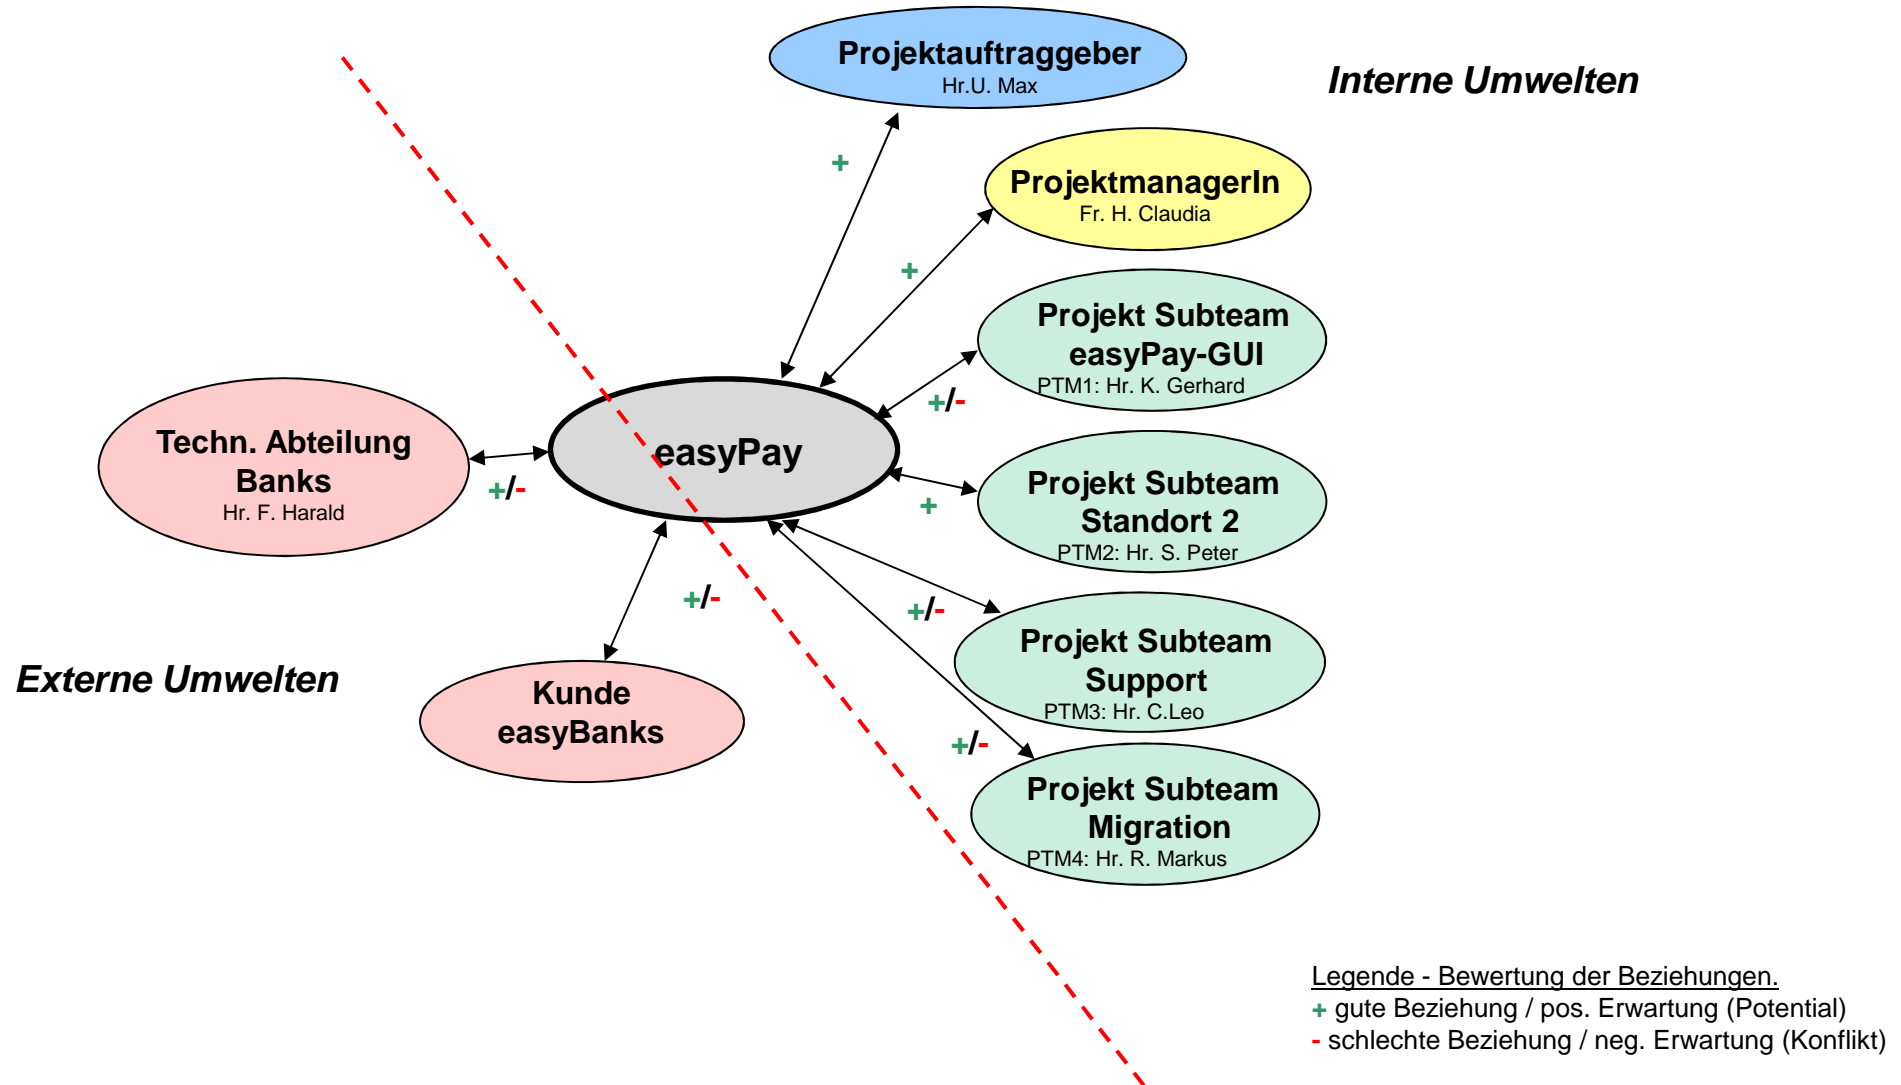 Projektauftraggeber
Hr.U. Max
Interne Umwelten
+
ProjektmanagerIn
Fr. H. Claudia
+
Projekt Subteam
easyPay-GUI
PTM1: Hr. K. Gerhard
+/-
Techn. Abteilung
Banks
Hr. F. Harald
+/-
easyPay
Projekt Subteam
Standort 2
PTM2: Hr. S. Peter
+
+/-
+/-
Projekt Subteam
Support
PTM3: Hr. C.Leo
Externe Umwelten
Kunde
easyBanks
+/-
Projekt Subteam
Migration
PTM4: Hr. R. Markus
Legende - Bewertung der Beziehungen.
+ gute Beziehung / pos. Erwartung (Potential)
- schlechte Beziehung / neg. Erwartung (Konflikt)